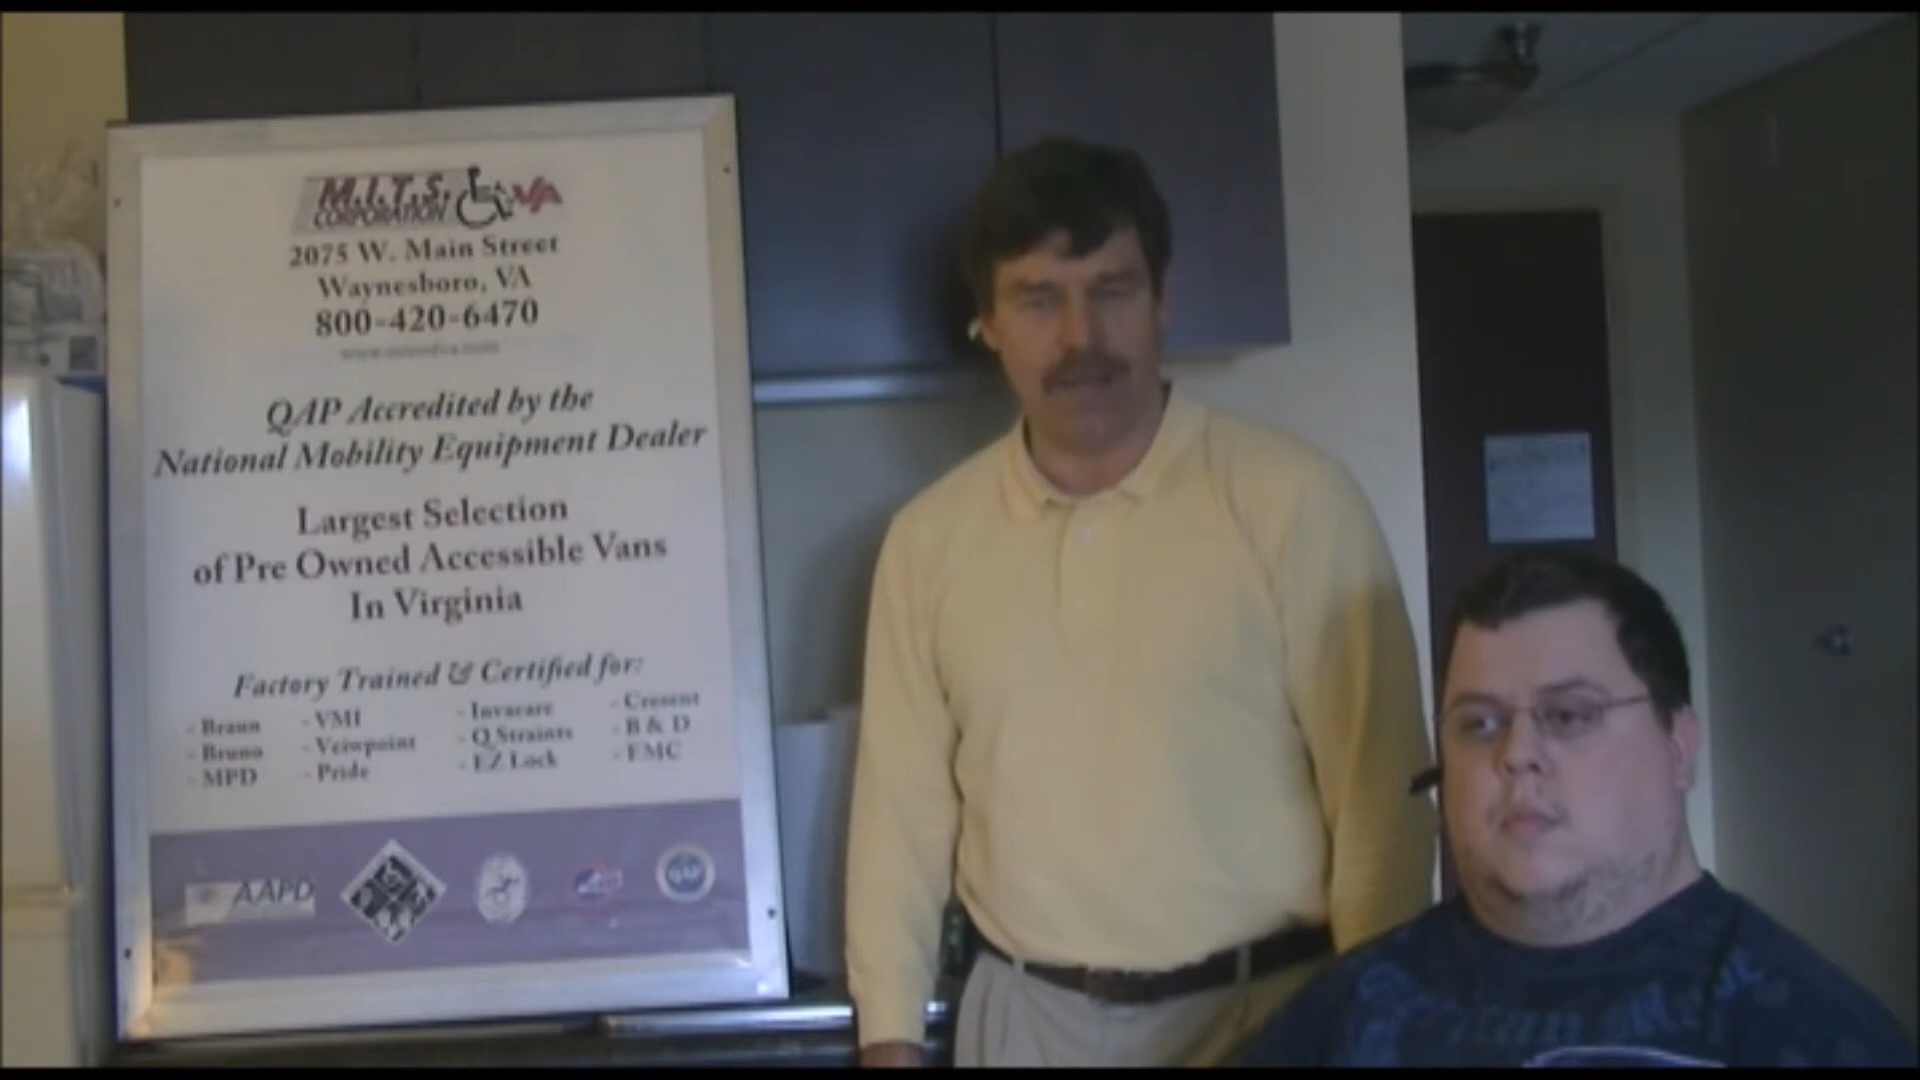 M.I.T.S. VA
CORPORATION
2075 W. Main Street
Waynesboro, VA
800-420-6470
QAP Accredited by the
National Mobility Equipment Dealer
Largest Selection
of Pre Owned Accessible Vans
In Virginia
Factory Trained & Certified for:
- Braun - VMI - Invacare - Cresent
- Bruno - Veiwpoint - Q Straints - B & D
- MPD - Pride - EZ Lock - EMC
AAPD QAP